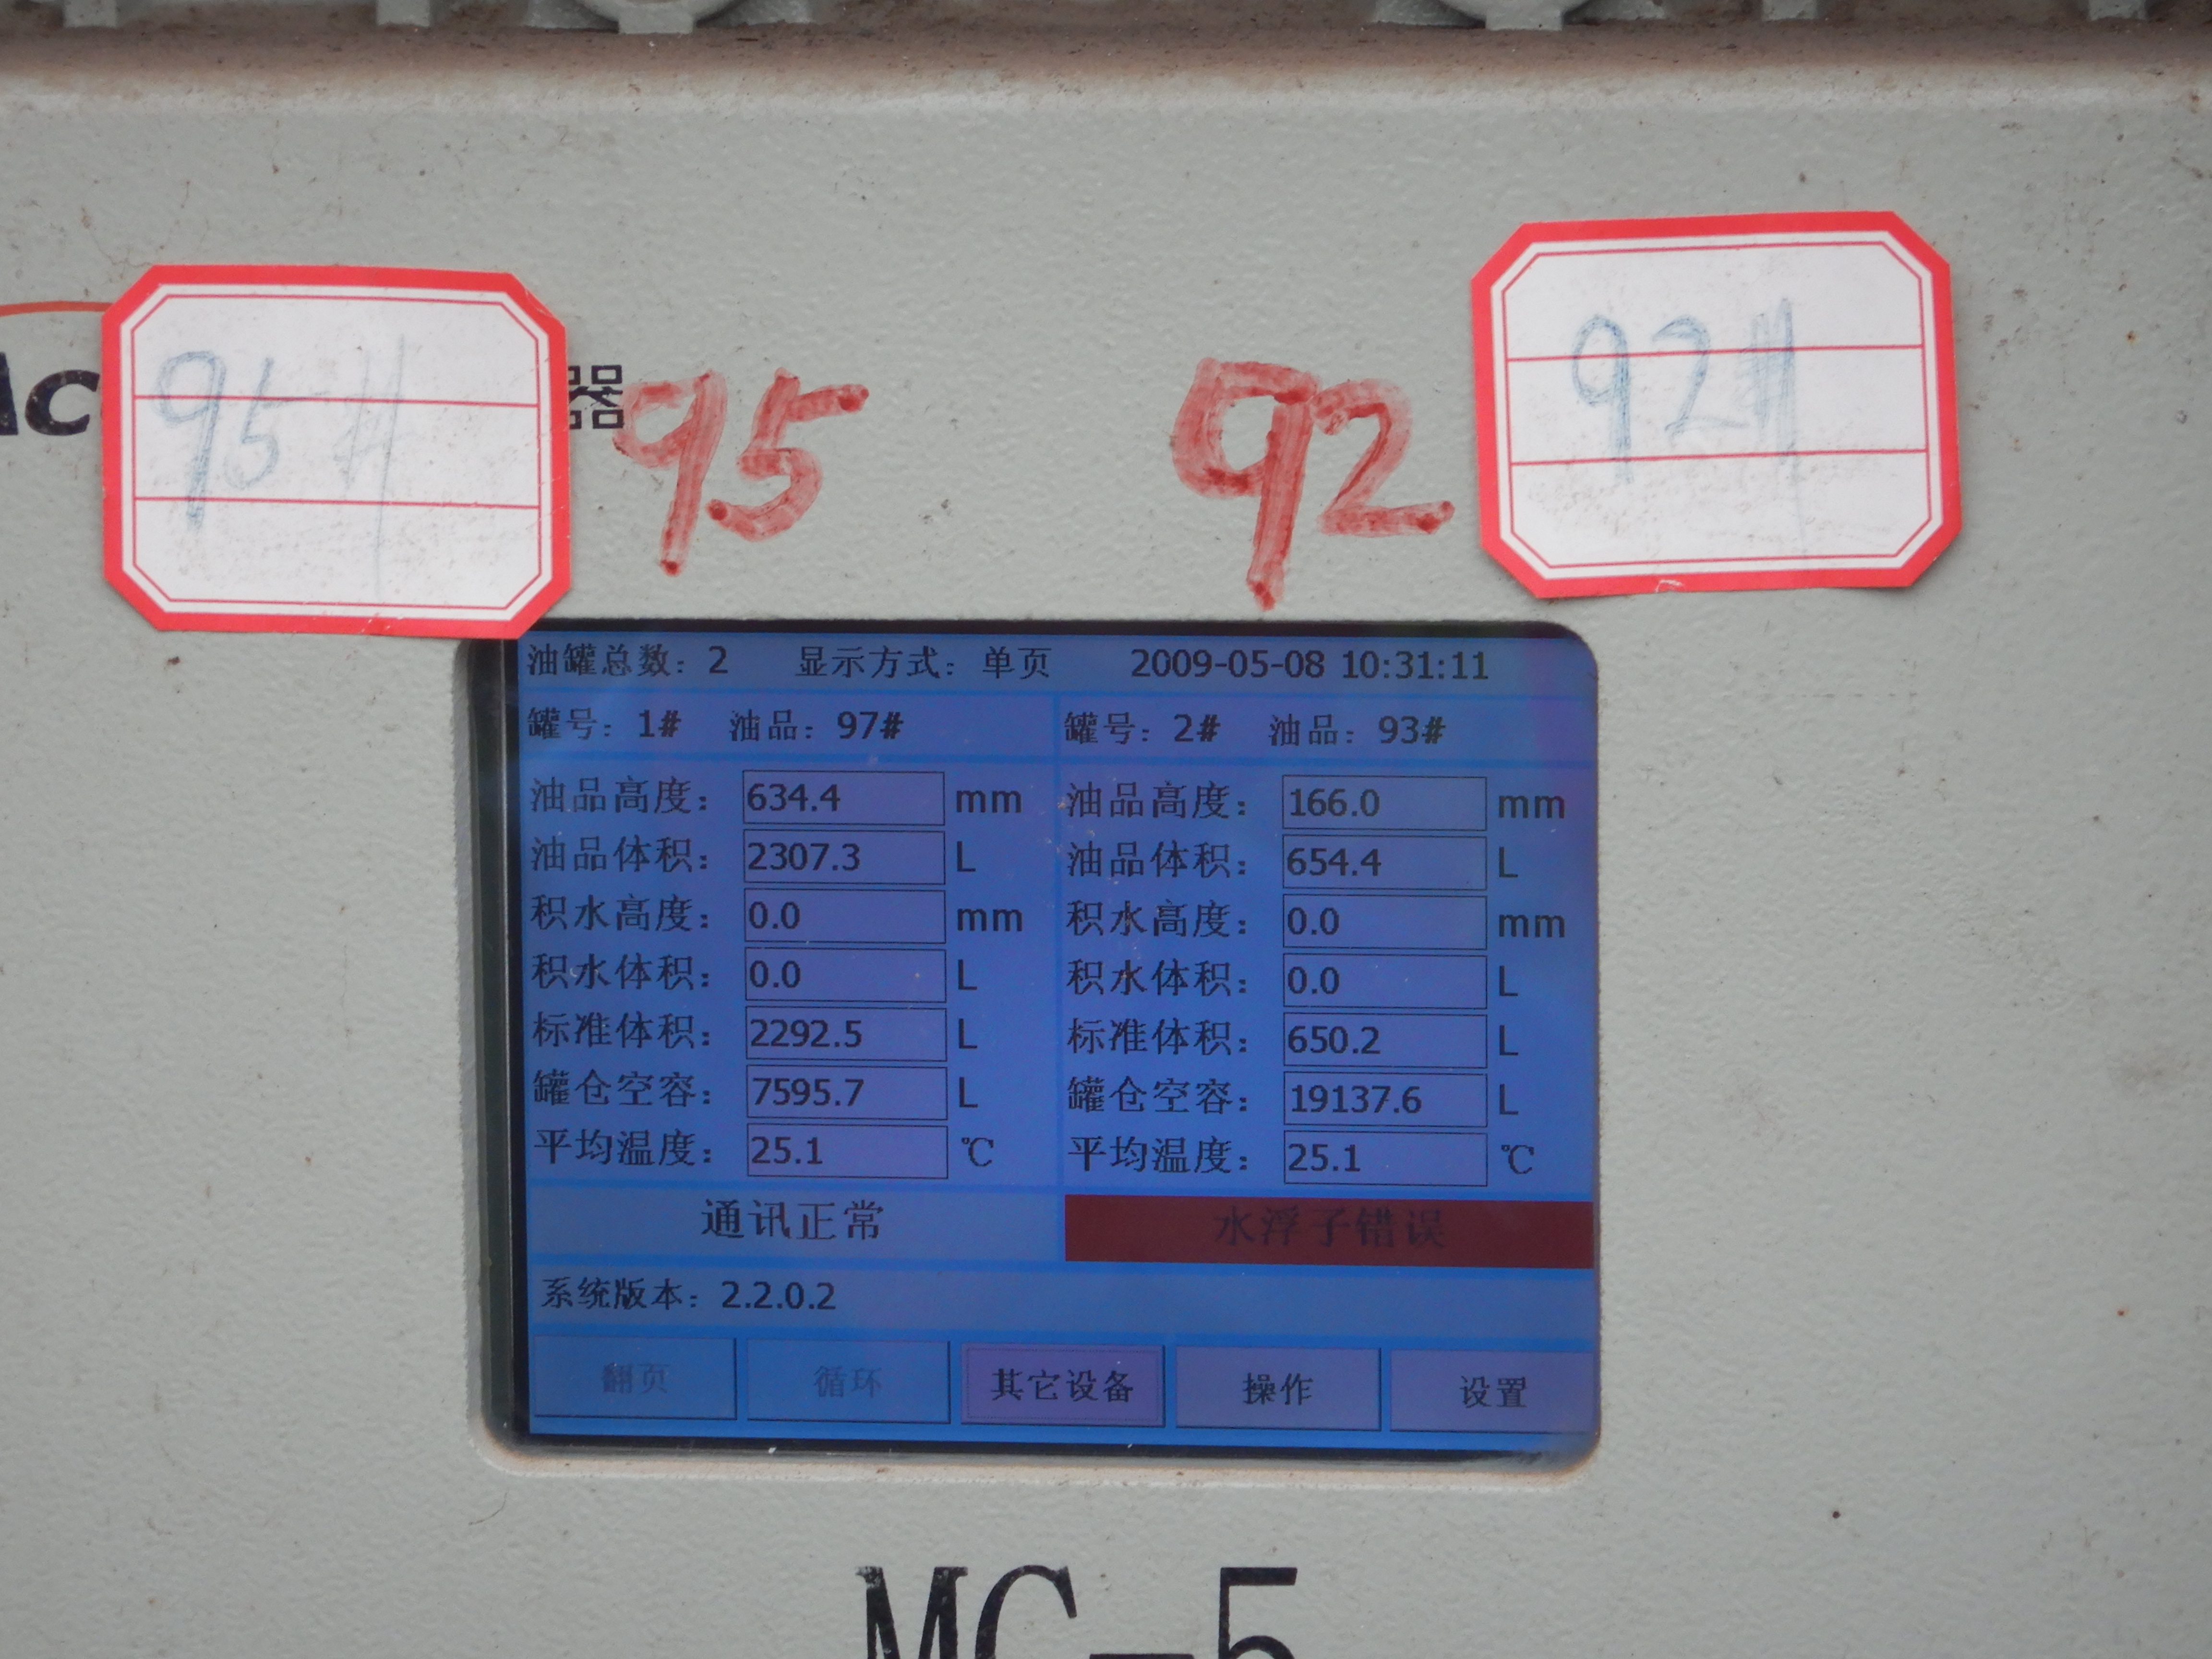 95#
器
95
92
92#
油罐总数: 2 显示方式: 单页 2009-05-08 10:31:11
罐号: 1# 油品: 97# 罐号: 2# 油品: 93#
油品高度: 634.4 mm 油品高度: 166.0 mm
油品体积: 2307.3 L 油品体积: 654.4 L
积水高度: 0.0 mm 积水高度: 0.0 mm
积水体积: 0.0 L 积水体积: 0.0 L
标准体积: 2292.5 L 标准体积: 650.2 L
罐仓空容: 7595.7 L 罐仓空容: 19137.6 L
平均温度: 25.1 ℃ 平均温度: 25.1 ℃
通讯正常 水浮子错误
系统版本: 2.2.0.2
翻页 循环 其它设备 操作 设置
MC-5